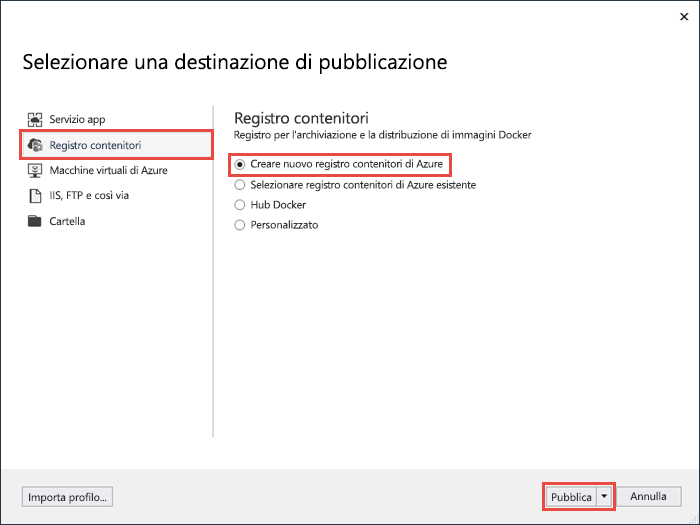 Selezionare una destinazione di pubblicazione
Servizio app
Registro contenitori
Macchine virtuali di Azure
IIS, FTP e così via
Cartella
Registro contenitori
Registro per l'archiviazione e la distribuzione di immagini Docker
Creare nuovo registro contenitori di Azure
Selezionare registro contenitori di Azure esistente
Hub Docker
Personalizzato
Importa profilo...
Pubblica
Annulla